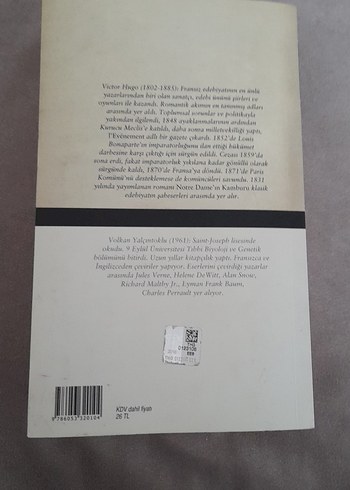 Victor Hugo (1802-1885): Fransız edebiyatının en ünlü
yazarlarından biri olan sanatçı, edebi ününü şiirleri ve
oyunları ile kazandı. Romantik akımın en tanınmış adları
arasında yer aldı. Toplumsal sorunlar ve politikayla
yakından ilgilendi, 1848 ayaklanmalarının ardından
Kurucu Meclis'e katıldı, daha sonra milletvekilliği yaptı,
l'Evénement adlı bir gazete çıkardı. 1852'de Louis
Bonaparte'ın imparatorluğunu ilan ettiği hükümet
darbesine karşı çıktığı için sürgün edildi. Cezası 1859'da
sona erdi, fakat imparatorluk yıkılana kadar gönüllü olarak
sürgünde kaldı, 1870'de Fransa'ya döndü. 1871'de Paris
Komünü'nü desteklemese de komüncüleri savundu. 1831
yılında yayımlanan romanı Notre Dame'ın Kamburu klasik
edebiyatın şaheserleri arasında yer alır.
Volkan Yalçıntoklu (1961): Saint-Joseph lisesinde
okudu. 9 Eylül Üniversitesi Tıbbi Biyoloji ve Genetik
bölümünü bitirdi. Uzun yıllar kitapçılık yaptı. Fransızca ve
İngilizceden çeviriler yapıyor. Eserlerini çevirdiği yazarlar
arasında Jules Verne, Helene DeWitt, Alan Snow,
Richard Maltby Jr., Lyman Frank Baum,
Charles Perrault yer alıyor.
9 786053 320104
KDV dahil fiyatı
26 TL